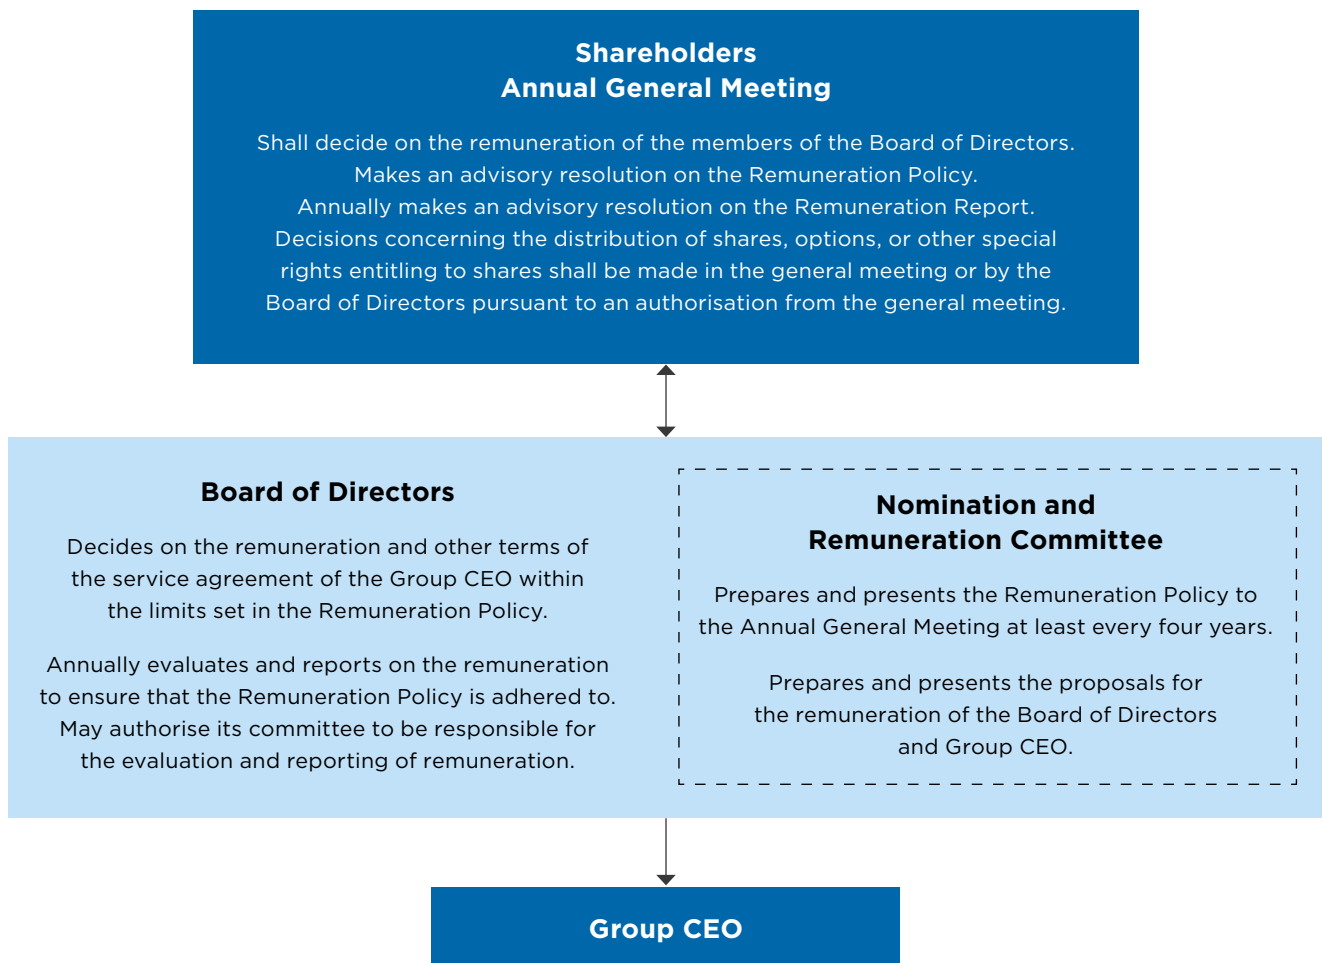 Shareholders
Annual General Meeting
Shall decide on the remuneration of the members of the Board of Directors.
Makes an advisory resolution on the Remuneration Policy.
Annually makes an advisory resolution on the Remuneration Report.
Decisions concerning the distribution of shares, options, or other special
rights entitling to shares shall be made in the general meeting or by the
Board of Directors pursuant to an authorisation from the general meeting.
Board of Directors
Decides on the remuneration and other terms of
the service agreement of the Group CEO within
the limits set in the Remuneration Policy.
Annually evaluates and reports on the remuneration
to ensure that the Remuneration Policy is adhered to.
May authorise its committee to be responsible for
the evaluation and reporting of remuneration.
Nomination and
Remuneration Committee
Prepares and presents the Remuneration Policy to
the Annual General Meeting at least every four years.
Prepares and presents the proposals for
the remuneration of the Board of Directors
and Group CEO.
Group CEO